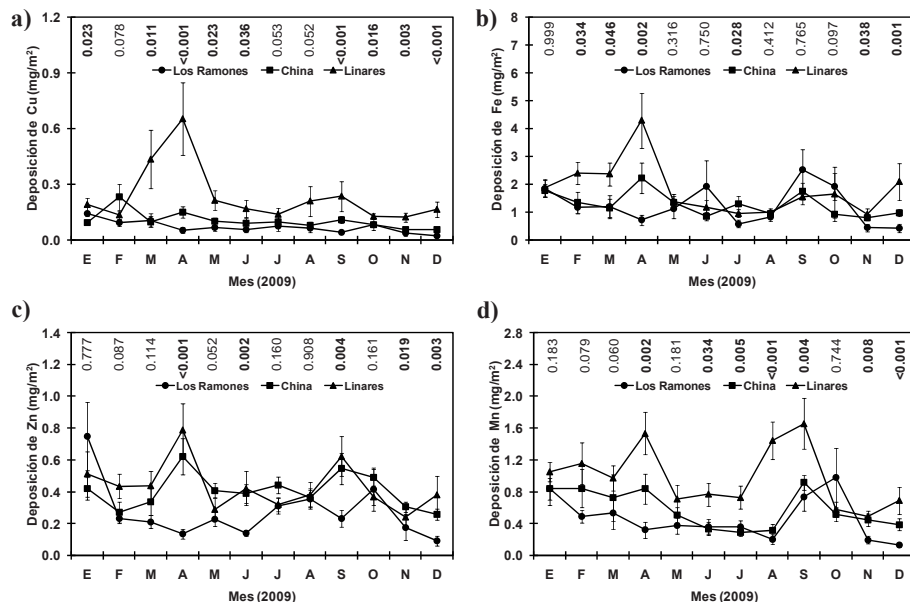 a)
0.023 0.078 0.011 <0.001 0.023 0.036 0.053 0.052 <0.001 0.016 0.003 <0.001
Los Ramones China Linares
Deposición de Cu (mg/m²)
1.2
0.9
0.6
0.3
0.0
E F M A M J J A S O N D
Mes (2009)
b)
0.999 0.034 0.046 0.002 0.316 0.750 0.028 0.412 0.765 0.097 0.038 0.001
Los Ramones China Linares
Deposición de Fe (mg/m²)
8
7
6
5
4
3
2
1
0
E F M A M J J A S O N D
Mes (2009)
c)
0.777 0.087 0.114 <0.001 0.052 0.002 0.160 0.908 0.004 0.161 0.019 0.003
Los Ramones China Linares
Deposición de Zn (mg/m²)
1.4
1.2
1.0
0.8
0.6
0.4
0.2
0.0
E F M A M J J A S O N D
Mes (2009)
d)
0.183 0.079 0.060 0.002 0.181 0.034 0.005 <0.001 0.004 0.744 0.008 <0.001
Los Ramones China Linares
Deposición de Mn (mg/m²)
2.8
2.4
2.0
1.6
1.2
0.8
0.4
0.0
E F M A M J J A S O N D
Mes (2009)